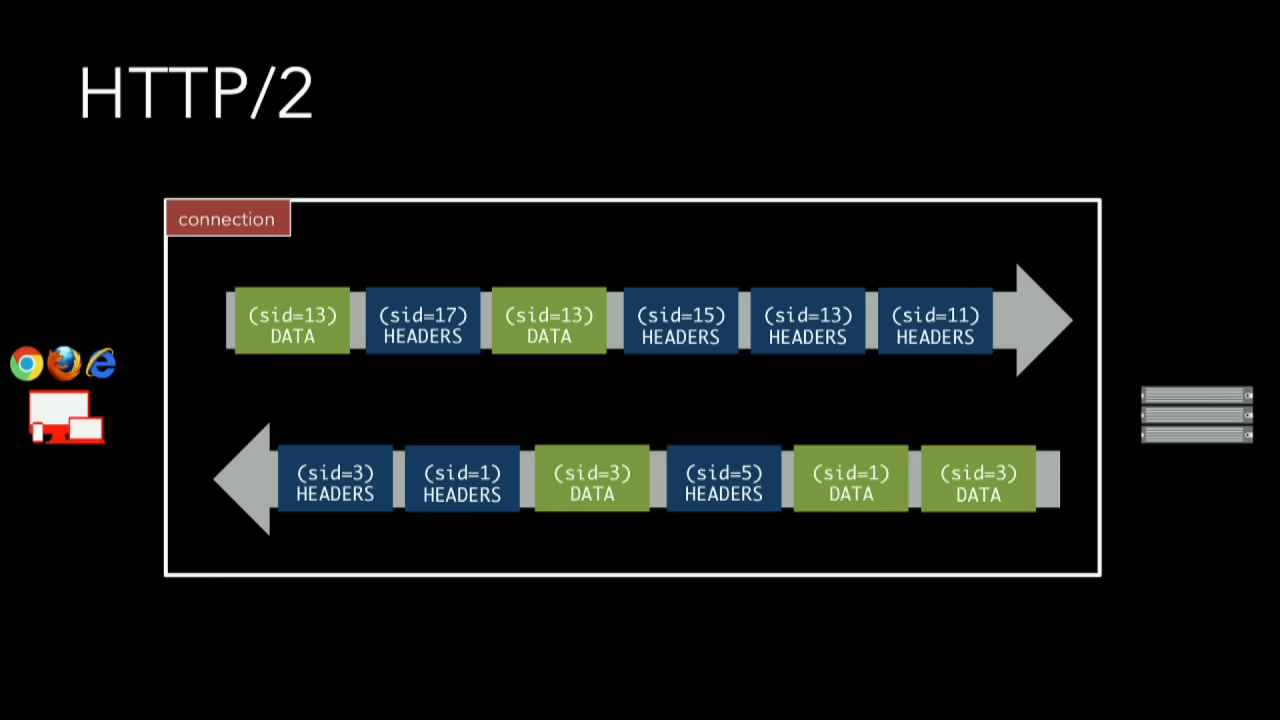 HTTP/2
connection
(sid=13) (sid=17) (sid=13) (sid=15) (sid=13) (sid=11)
DATA HEADERS DATA HEADERS HEADERS HEADERS
(sid=3) (sid=1) (sid=3) (sid=5) (sid=1) (sid=3)
HEADERS HEADERS DATA HEADERS DATA DATA